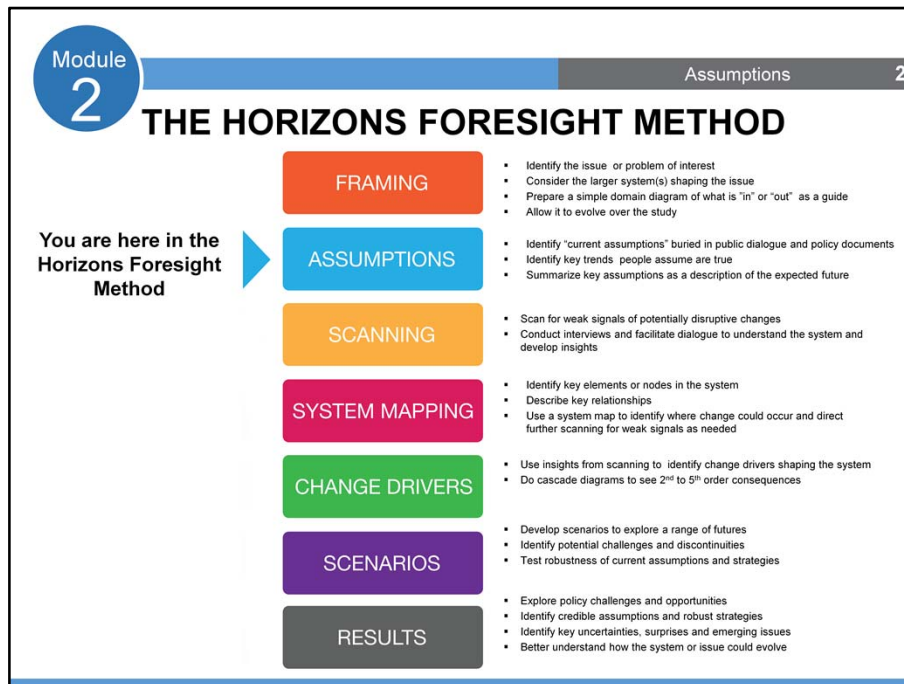 Module
2
Assumptions 2
THE HORIZONS FORESIGHT METHOD
FRAMING
▪ Identify the issue or problem of interest
▪ Consider the larger system(s) shaping the issue
▪ Prepare a simple domain diagram of what is "in" or "out" as a guide
▪ Allow it to evolve over the study
You are here in the
Horizons Foresight
Method
ASSUMPTIONS
▪ Identify "current assumptions" buried in public dialogue and policy documents
▪ Identify key trends people assume are true
▪ Summarize key assumptions as a description of the expected future
SCANNING
▪ Scan for weak signals of potentially disruptive changes
▪ Conduct interviews and facilitate dialogue to understand the system and
develop insights
SYSTEM MAPPING
▪ Identify key elements or nodes in the system
▪ Describe key relationships
▪ Use a system map to identify where change could occur and direct
further scanning for weak signals as needed
CHANGE DRIVERS
▪ Use insights from scanning to identify change drivers shaping the system
▪ Do cascade diagrams to see 2nd to 5th order consequences
SCENARIOS
▪ Develop scenarios to explore a range of futures
▪ Identify potential challenges and discontinuities
▪ Test robustness of current assumptions and strategies
RESULTS
▪ Explore policy challenges and opportunities
▪ Identify credible assumptions and robust strategies
▪ Identify key uncertainties, surprises and emerging issues
▪ Better understand how the system or issue could evolve